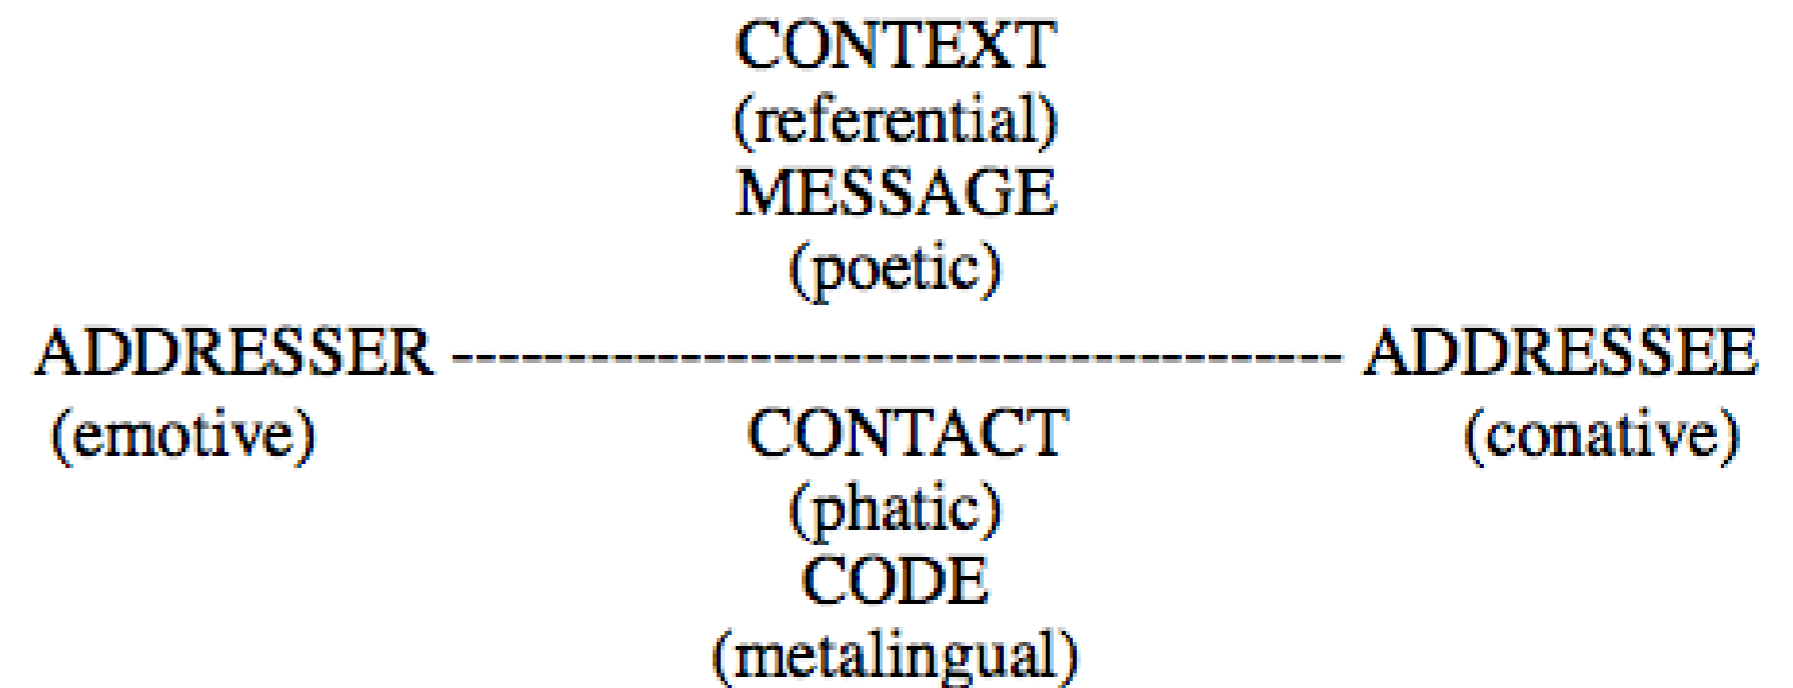 CONTEXT
(referential)
MESSAGE
(poetic)
ADDRESSER ------------------------------------- ADDRESSEE
(emotive) CONTACT (conative)
(phatic)
CODE
(metalingual)